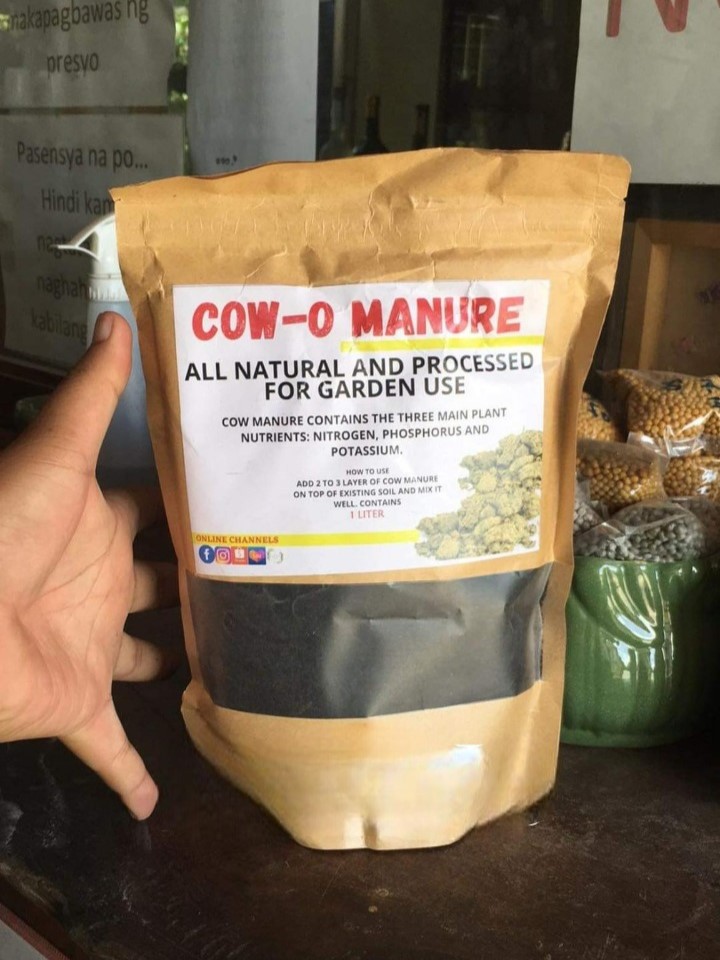 makapagbawas ng
presyo
Pasensya na po...
Hindi
COW-O MANURE
ALL NATURAL AND PROCESSED
FOR GARDEN USE
COW MANURE CONTAINS THE THREE MAIN PLANT
NUTRIENTS: NITROGEN, PHOSPHORUS AND
POTASSIUM.
HOW TO USE
ADD 2 TO 3 LAYER OF COW MANURE
ON TOP OF EXISTING SOIL AND MIX IT
WELL. CONTAINS
1 LITER
ONLINE CHANNELS